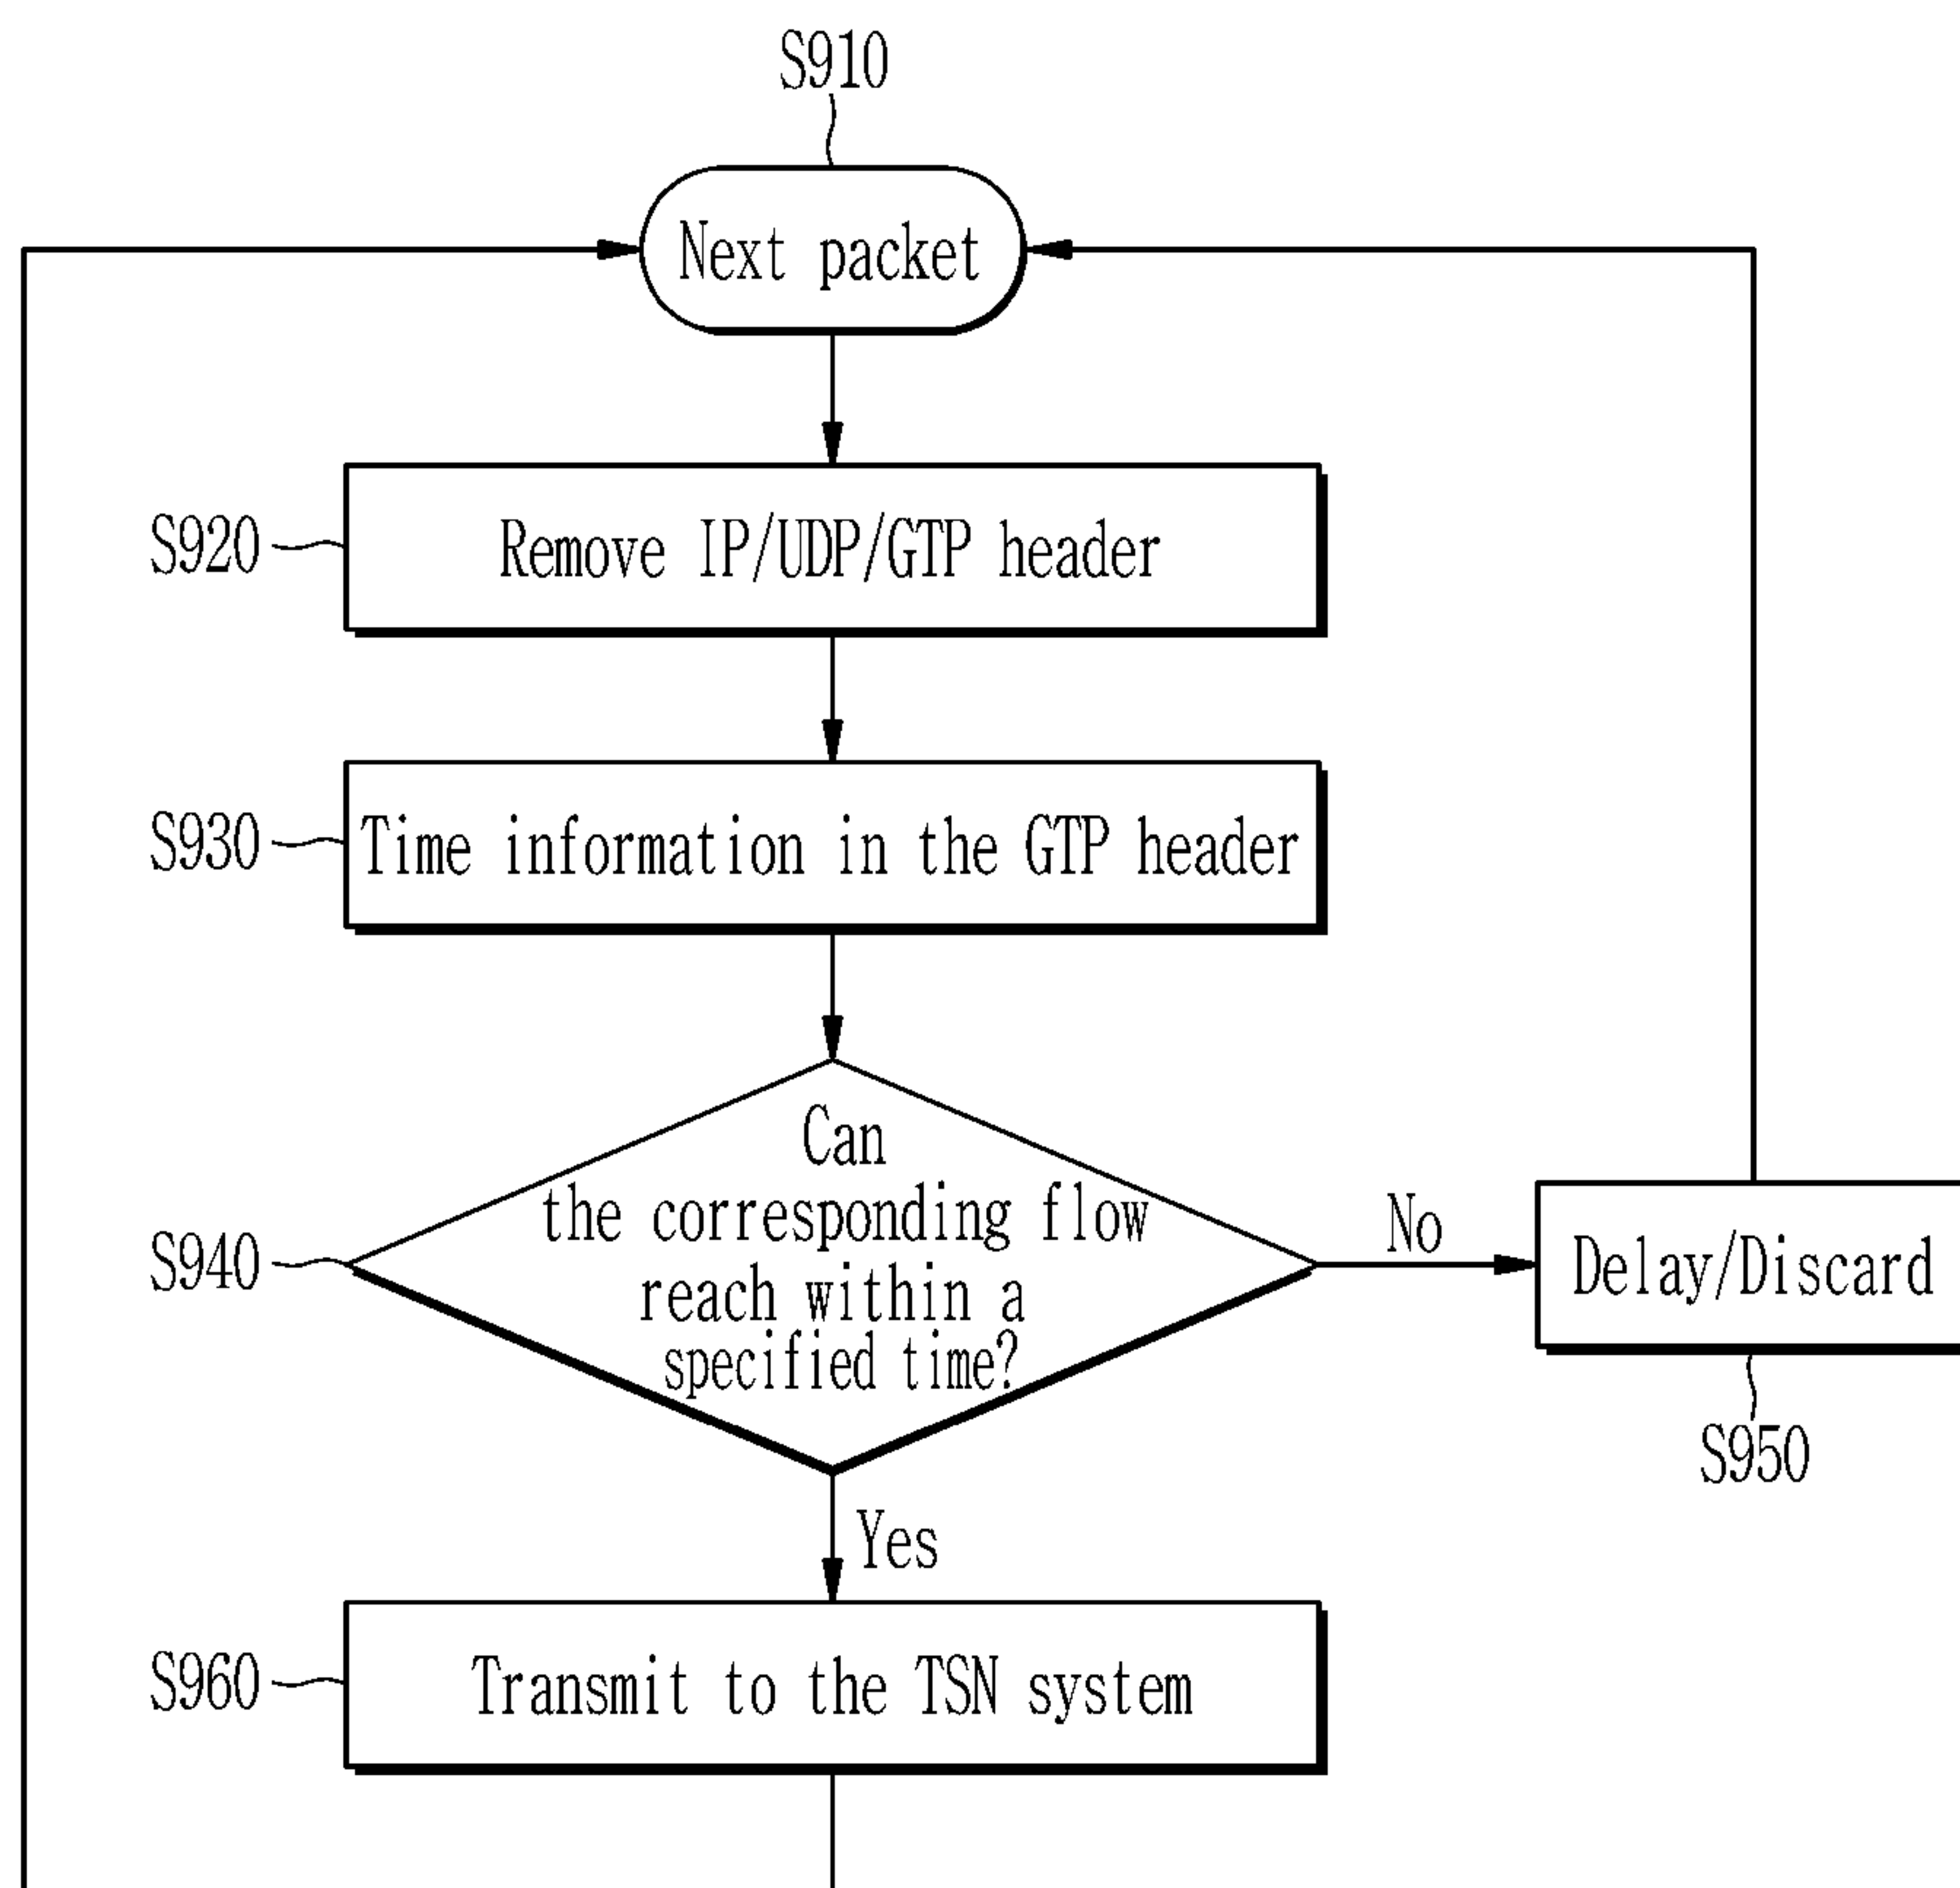 S910
Next packet
S920
Remove IP/UDP/GTP header
S930
Time information in the GTP header
S940
Can
the corresponding flow
reach within a
specified time?
No
Delay/Discard
S950
Yes
S960
Transmit to the TSN system